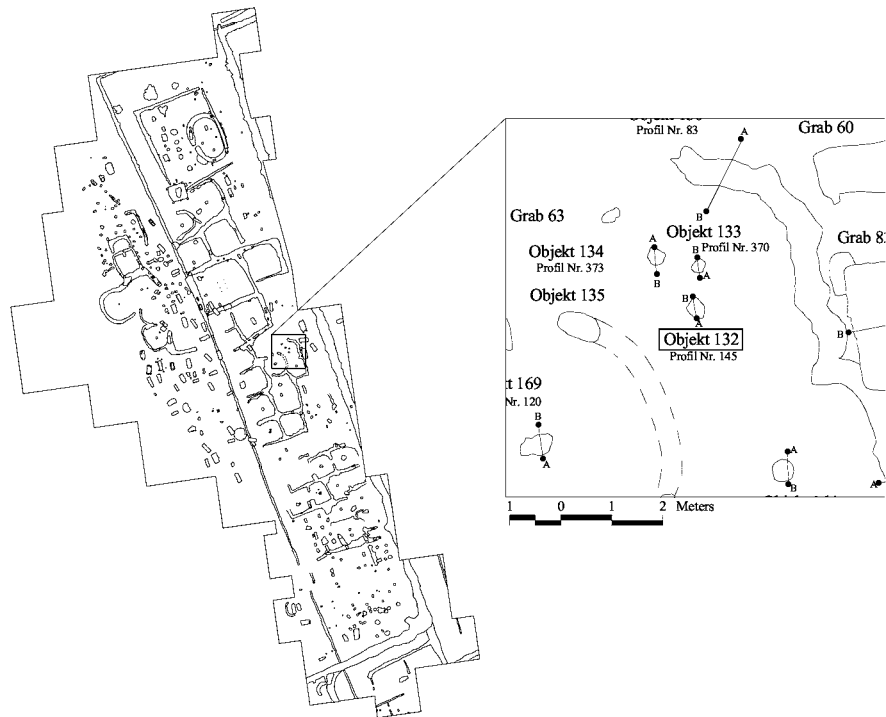 Profil Nr. 83
A
Grab 60
B
Grab 63
Objekt 133
Profil Nr. 370
A
B
Objekt 134
Profil Nr. 373
B
A
Grab 82
Objekt 135
B
A
B
Objekt 132
Profil Nr. 145
169
Nr. 120
B
A
A
B
A
1 0 1 2 Meters